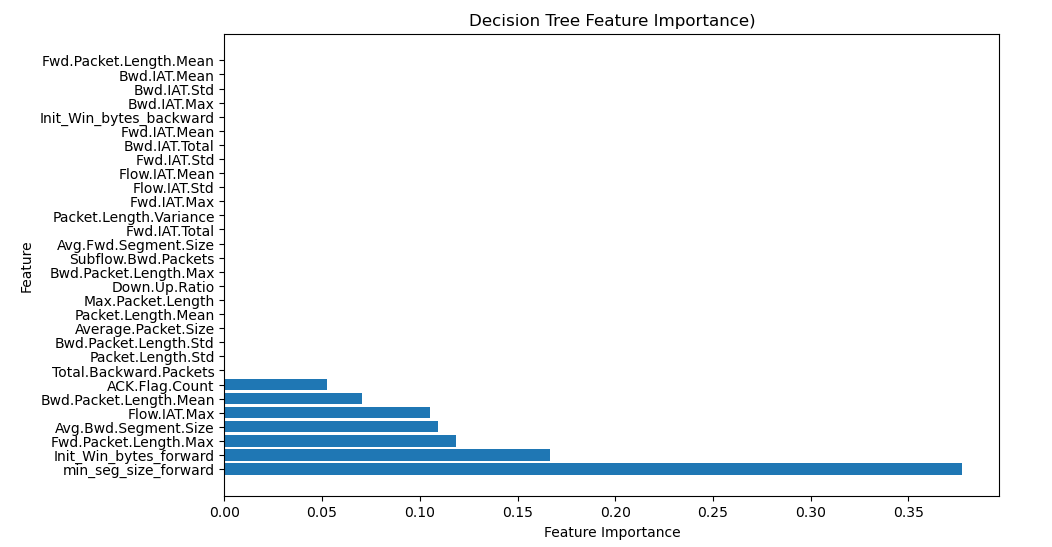 Decision Tree Feature Importance)
Fwd.Packet.Length.Mean
Bwd.IAT.Mean
Bwd.IAT.Std
Bwd.IAT.Max
Init_Win_bytes_backward
Fwd.IAT.Mean
Bwd.IAT.Total
Fwd.IAT.Std
Flow.IAT.Mean
Flow.IAT.Std
Fwd.IAT.Max
Packet.Length.Variance
Fwd.IAT.Total
Avg.Fwd.Segment.Size
Subflow.Bwd.Packets
Bwd.Packet.Length.Max
Down.Up.Ratio
Max.Packet.Length
Packet.Length.Mean
Average.Packet.Size
Bwd.Packet.Length.Std
Packet.Length.Std
Total.Backward.Packets
ACK.Flag.Count
Bwd.Packet.Length.Mean
Flow.IAT.Max
Avg.Bwd.Segment.Size
Fwd.Packet.Length.Max
Init_Win_bytes_forward
min_seg_size_forward
Feature
0.00 0.05 0.10 0.15 0.20 0.25 0.30 0.35
Feature Importance